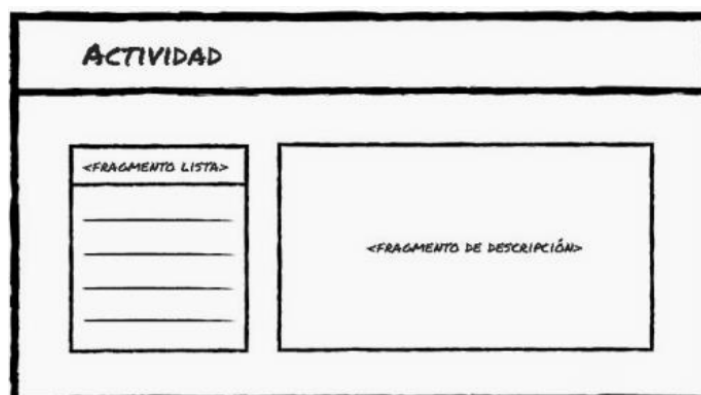 ACTIVIDAD
<FRAGMENTO LISTA>
<FRAGMENTO DE DESCRIPCIÓN>